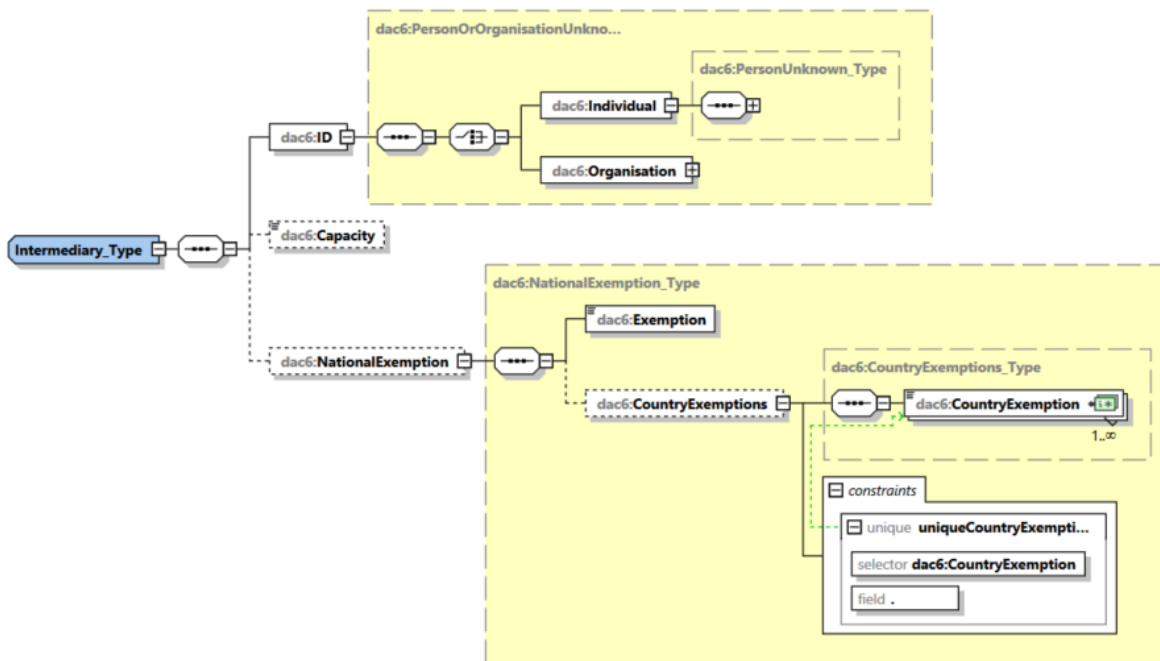 dac6:PersonOrOrganisationUnkno...
dac6:PersonUnknown_Type
dac6:Individual
dac6:ID
dac6:Organisation
dac6:Capacity
Intermediary_Type
dac6:NationalExemption_Type
dac6:Exemption
dac6:NationalExemption
dac6:CountryExemptions_Type
dac6:CountryExemptions
dac6:CountryExemption
1..∞
constraints
unique uniqueCountryExempti...
selector dac6:CountryExemption
field .